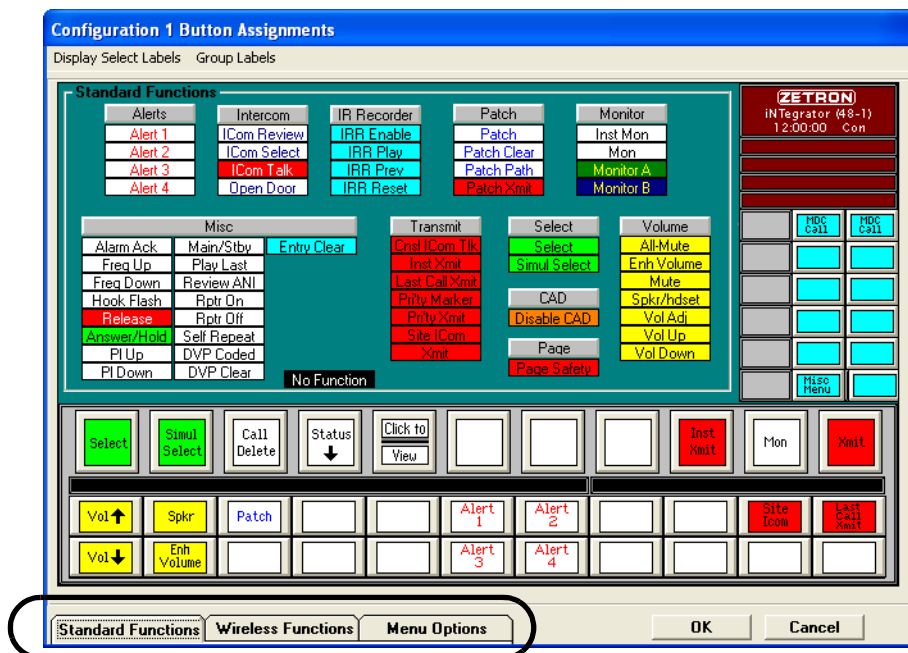 Configuration 1 Button Assignments
Display Select Labels Group Labels
Standard Functions
Alerts
Alert 1
Alert 2
Alert 3
Alert 4
Intercom
ICom Review
ICom Select
ICom Talk
Open Door
IR Recorder
IRR Enable
IRR Play
IRR Prev
IRR Reset
Patch
Patch
Patch Clear
Patch Path
Patch Xmit
Monitor
Inst Mon
Mon
Monitor A
Monitor B
Misc
Alarm Ack
Freq Up
Freq Down
Hook Flash
Release
Answer/Hold
Pl Up
Pl Down
Main/Stby
Play Last
Review ANI
Rptr On
Rptr Off
Self Repeat
DVP Coded
DVP Clear
Entry Clear
No Function
Transmit
Cnsl ICom Tlk
Inst Xmit
Last Call Xmit
Pri'ty Marker
Pri'ty Xmit
Site ICom
Xmit
Select
Select
Simul Select
CAD
Disable CAD
Page
Page Safety
Volume
All-Mute
Enh Volume
Mute
Spkr/hdset
Vol Adj
Vol Up
Vol Down
ZETRON
iNTegrator (48-1)
12:00:00 Con
MDC Call
MDC Call
Misc Menu
Select
Simul Select
Call Delete
Status
Click to View
Inst Xmit
Mon
Xmit
Vol
Spkr
Patch
Alert 1
Alert 2
Site Icom
Last Call Xmit
Vol
Enh Volume
Alert 3
Alert 4
Standard Functions
Wireless Functions
Menu Options
OK
Cancel